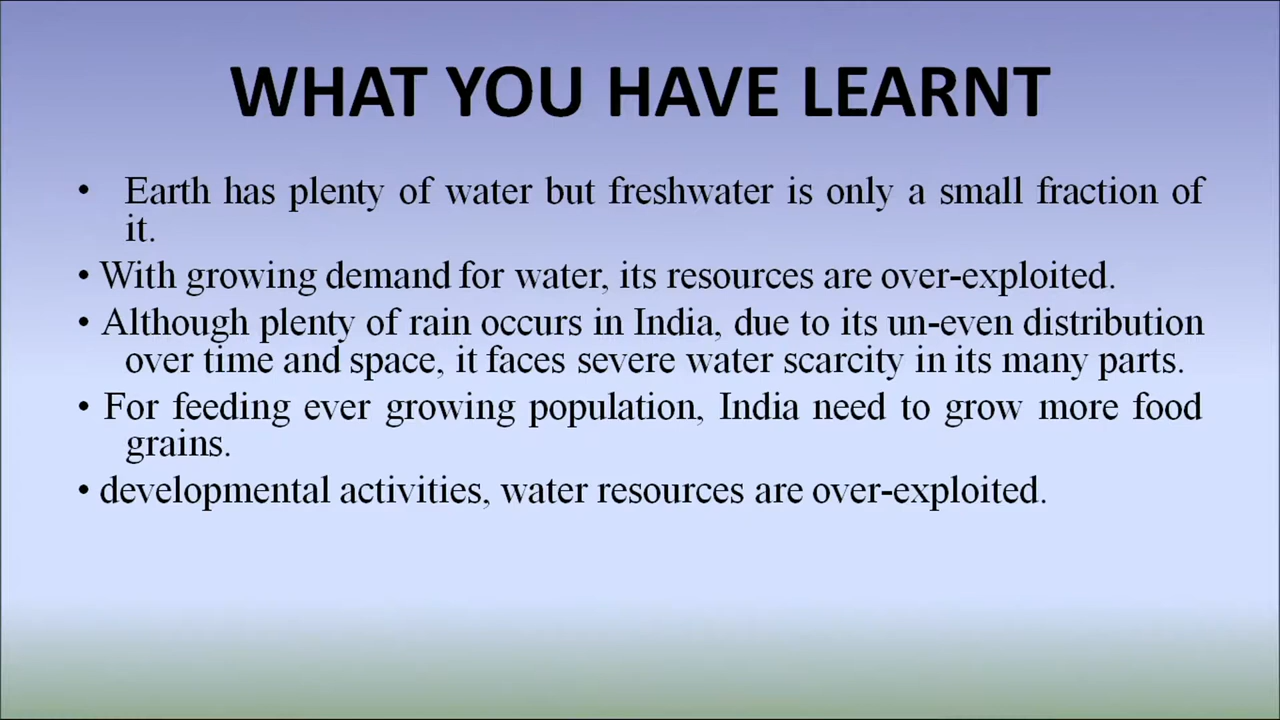 WHAT YOU HAVE LEARNT
• Earth has plenty of water but freshwater is only a small fraction of
it.
• With growing demand for water, its resources are over-exploited.
• Although plenty of rain occurs in India, due to its un-even distribution
over time and space, it faces severe water scarcity in its many parts.
• For feeding ever growing population, India need to grow more food
grains.
• developmental activities, water resources are over-exploited.